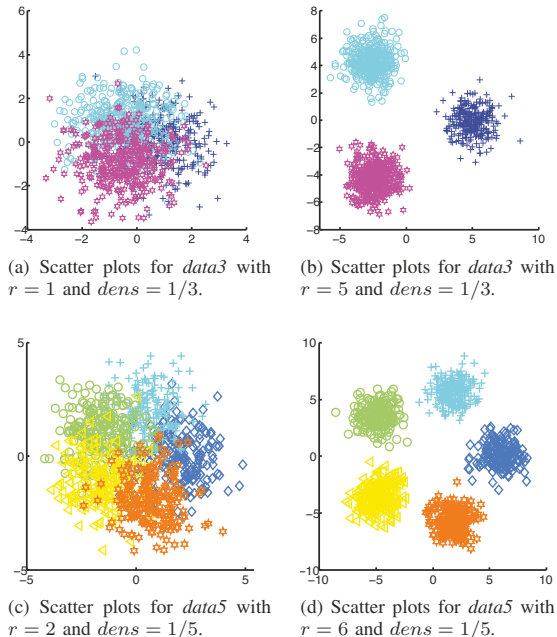 6
4
2
0
−2
−4
−4 −2 0 2 4
8
6
4
2
0
−2
−4
−6
−8
−5 0 5 10
(a) Scatter plots for data3 with
r = 1 and dens = 1/3.
(b) Scatter plots for data3 with
r = 5 and dens = 1/3.
5
0
−5
−5 0 5
10
5
0
−5
−10
−10 −5 0 5 10
(c) Scatter plots for data5 with
r = 2 and dens = 1/5.
(d) Scatter plots for data5 with
r = 6 and dens = 1/5.